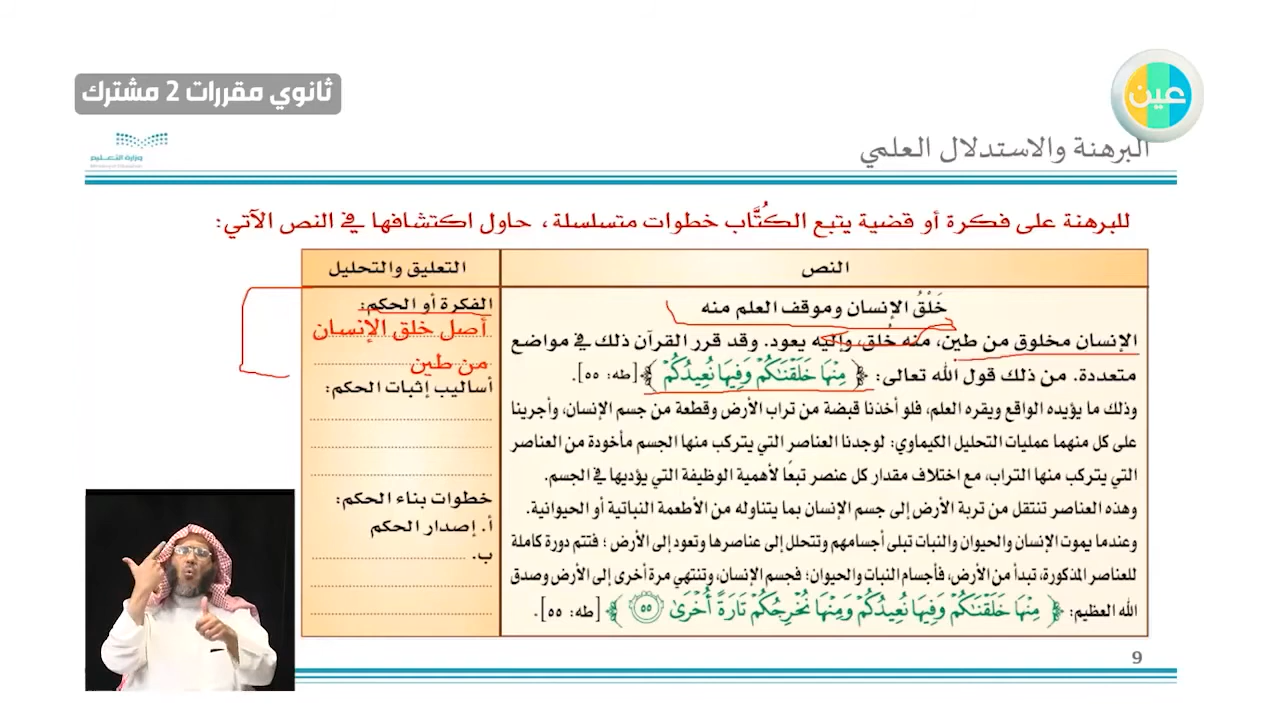 ثانوي مقررات 2 مشترك
عين
البرهنة والاستدلال العلمي
وزارة التعليم
Ministry of Education
للبرهنة على فكرة أو قضية يتبع الكُتَّاب خطوات متسلسلة، حاول اكتشافها في النص الآتي:
النص
خَلْقُ الإنسان وموقف العلم منه
الإنسان مخلوق من طين، منه خُلق، وإليه يعود. وقد قرر القرآن ذلك في مواضع
متعددة. من ذلك قول الله تعالى: ﴿ مِنْهَا خَلَقْنَٰكُمْ وَفِيهَا نُعِيدُكُمْ ﴾ [طه: ٥٥].
وذلك ما يؤيده الواقع ويقره العلم، فلو أخذنا قبضة من تراب الأرض وقطعة من جسم الإنسان، وأجرينا
على كل منهما عمليات التحليل الكيماوي: لوجدنا العناصر التي يتركب منها الجسم مأخودة من العناصر
التي يتركب منها التراب، مع اختلاف مقدار كل عنصر تبعًا لأهمية الوظيفة التي يؤديها في الجسم.
وهذه العناصر تنتقل من تربة الأرض إلى جسم الإنسان بما يتناوله من الأطعمة النباتية أو الحيوانية.
وعندما يموت الإنسان والحيوان والنبات تبلى أجسامهم وتتحلل إلى عناصرها وتعود إلى الأرض؛ فتتم دورة كاملة
للعناصر المذكورة، تبدأ من الأرض، فأجسام النبات والحيوان؛ فجسم الإنسان، وتنتهي مرة أخرى إلى الأرض وصدق
الله العظيم: ﴿ مِنْهَا خَلَقْنَٰكُمْ وَفِيهَا نُعِيدُكُمْ وَمِنْهَا نُخْرِجُكُمْ تَارَةً أُخْرَىٰ ٥٥ ﴾ [طه: ٥٥].
التعليق والتحليل
الفكرة أو الحكم:
أصل خلق الإنسان
من طين
أساليب إثبات الحكم:
خطوات بناء الحكم:
أ. إصدار الحكم
ب.
9